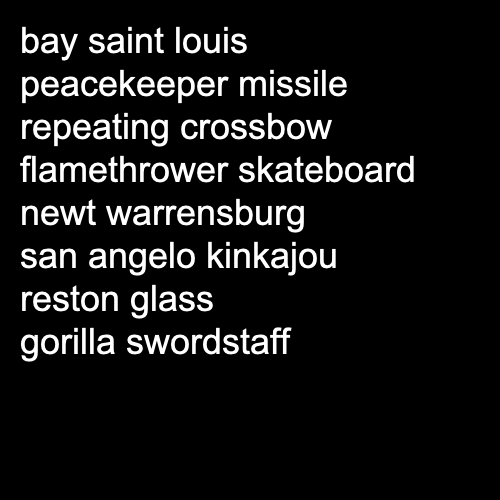 bay saint louis
peacekeeper missile
repeating crossbow
flamethrower skateboard
newt warrensburg
san angelo kinkajou
reston glass
gorilla swordstaff